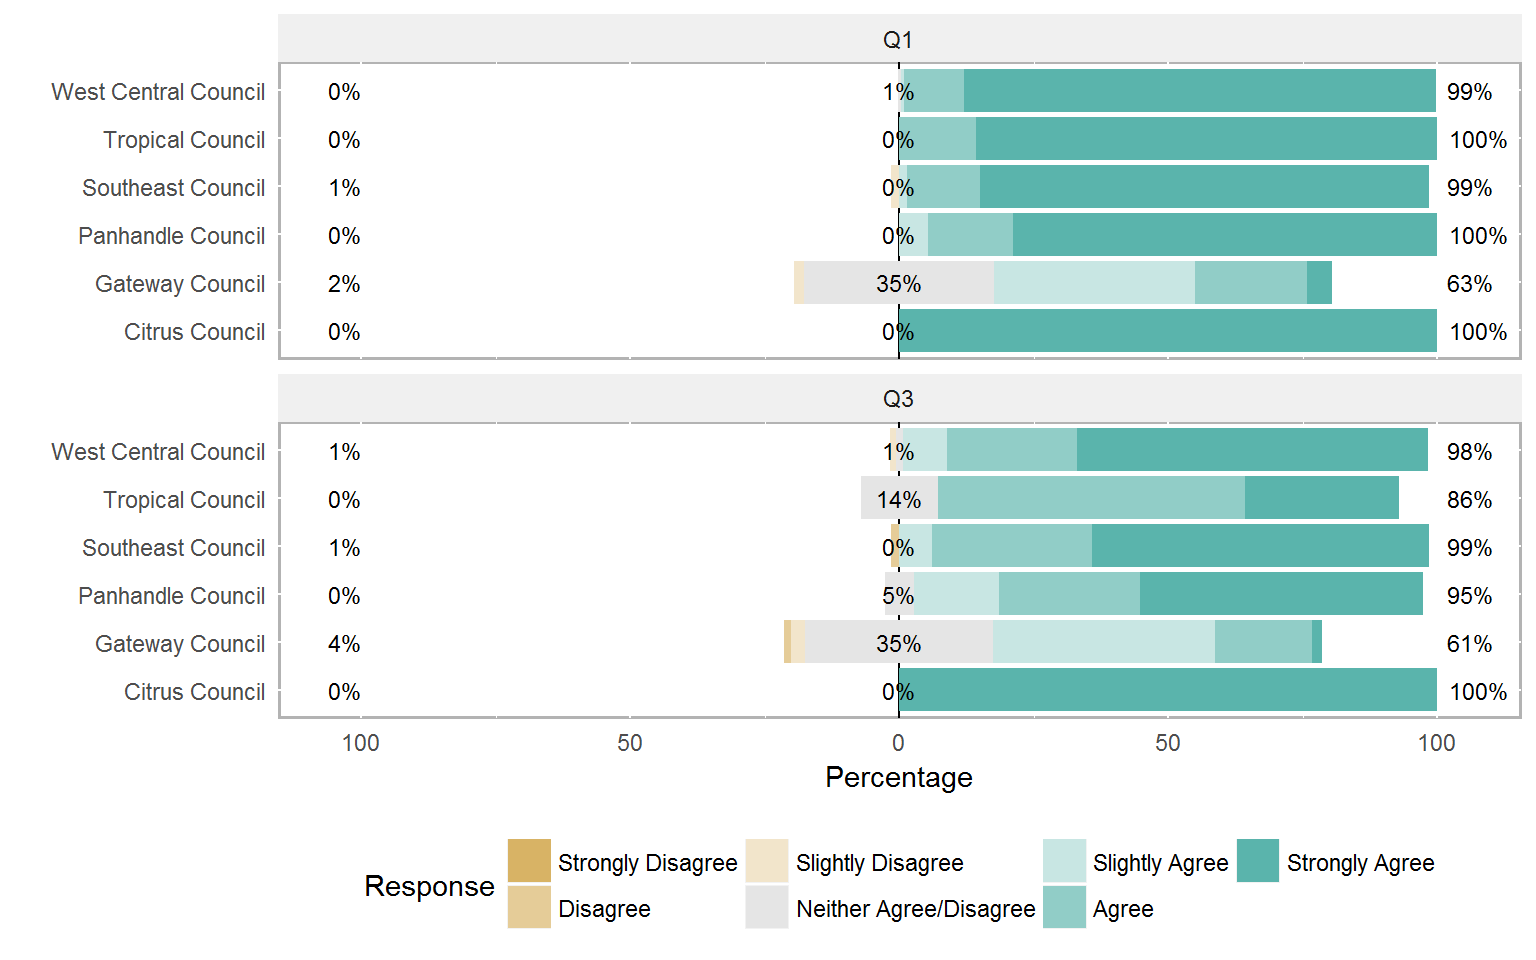 Q1
West Central Council 0% 1% 99%
Tropical Council 0% 0% 100%
Southeast Council 1% 0% 99%
Panhandle Council 0% 0% 100%
Gateway Council 2% 35% 63%
Citrus Council 0% 0% 100%
Q3
West Central Council 1% 1% 98%
Tropical Council 0% 14% 86%
Southeast Council 1% 0% 99%
Panhandle Council 0% 5% 95%
Gateway Council 4% 35% 61%
Citrus Council 0% 0% 100%
100 50 0 50 100
Percentage
Response
Strongly Disagree Slightly Disagree Slightly Agree Strongly Agree
Disagree Neither Agree/Disagree Agree